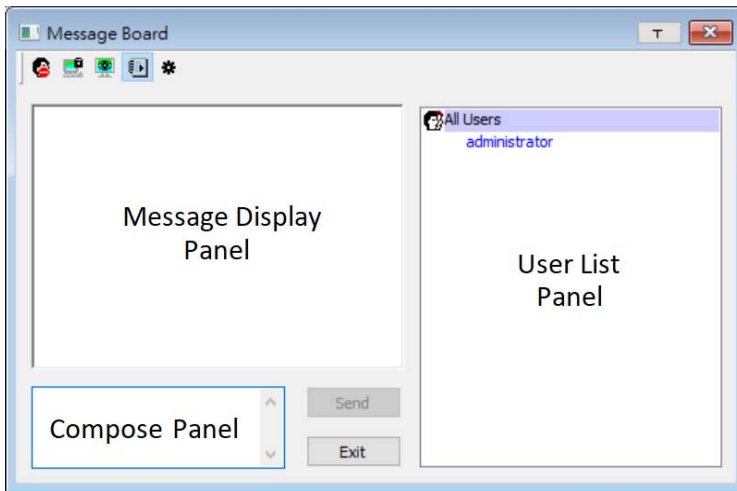 Message Board
T
All Users
administrator
Message Display
Panel
User List
Panel
Compose Panel
Send
Exit